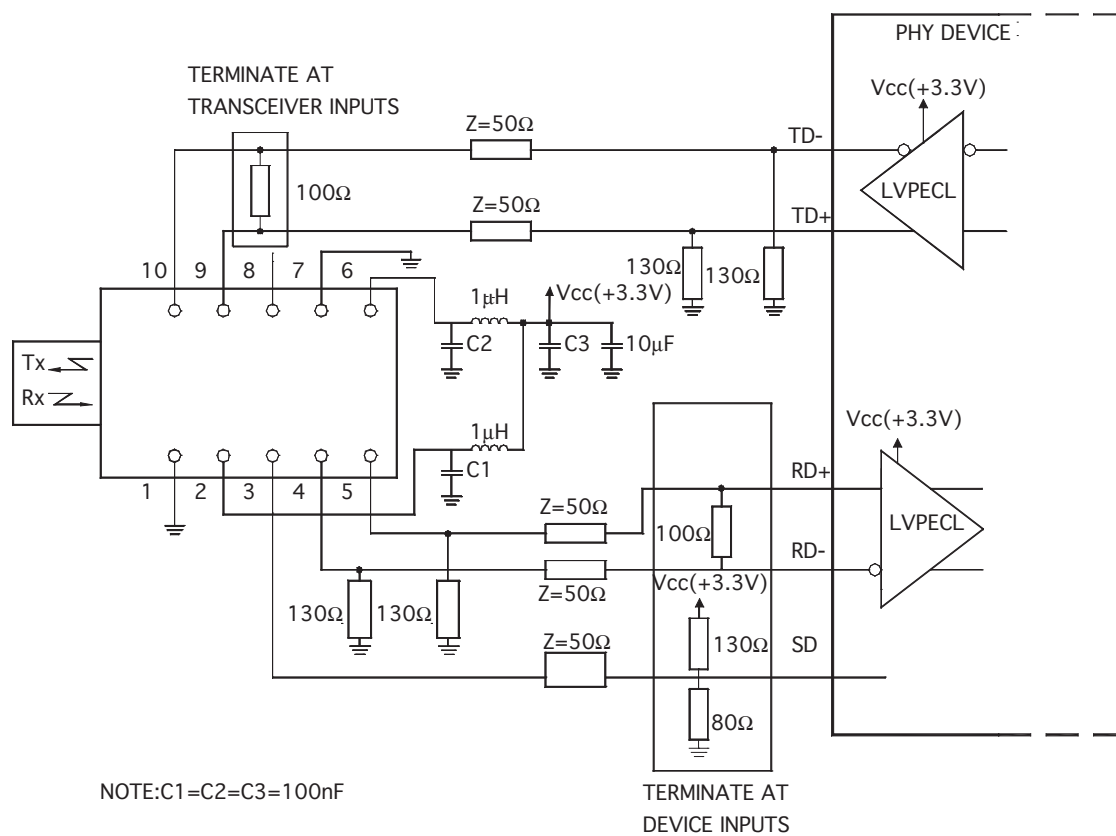 PHY DEVICE
TERMINATE AT
TRANSCEIVER INPUTS
Vcc(+3.3V)
Z=50Ω
TD-
LVPECL
100Ω
Z=50Ω
TD+
10 9 8 7 6
130Ω 130Ω
1μH
Vcc(+3.3V)
C2
C3
10μF
Tx
Rx
1μH
Vcc(+3.3V)
C1
RD+
1 2 3 4 5
Z=50Ω
LVPECL
100Ω
RD-
Vcc(+3.3V)
Z=50Ω
130Ω 130Ω
Z=50Ω
130Ω
SD
80Ω
NOTE:C1=C2=C3=100nF
TERMINATE AT
DEVICE INPUTS